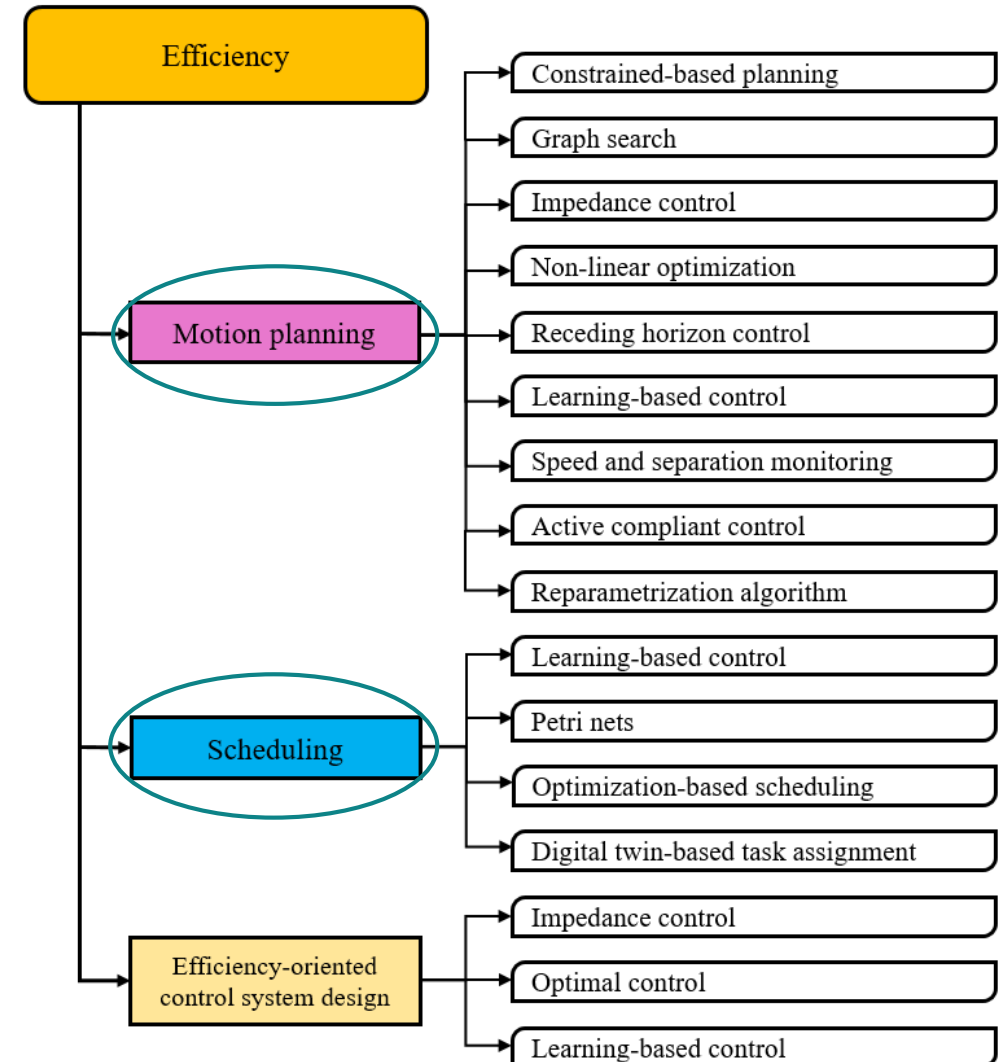 Efficiency
Constrained-based planning
Graph search
Impedance control
Non-linear optimization
Motion planning
Receding horizon control
Learning-based control
Speed and separation monitoring
Active compliant control
Reparametrization algorithm
Learning-based control
Petri nets
Scheduling
Optimization-based scheduling
Digital twin-based task assignment
Impedance control
Efficiency-oriented
control system design
Optimal control
Learning-based control